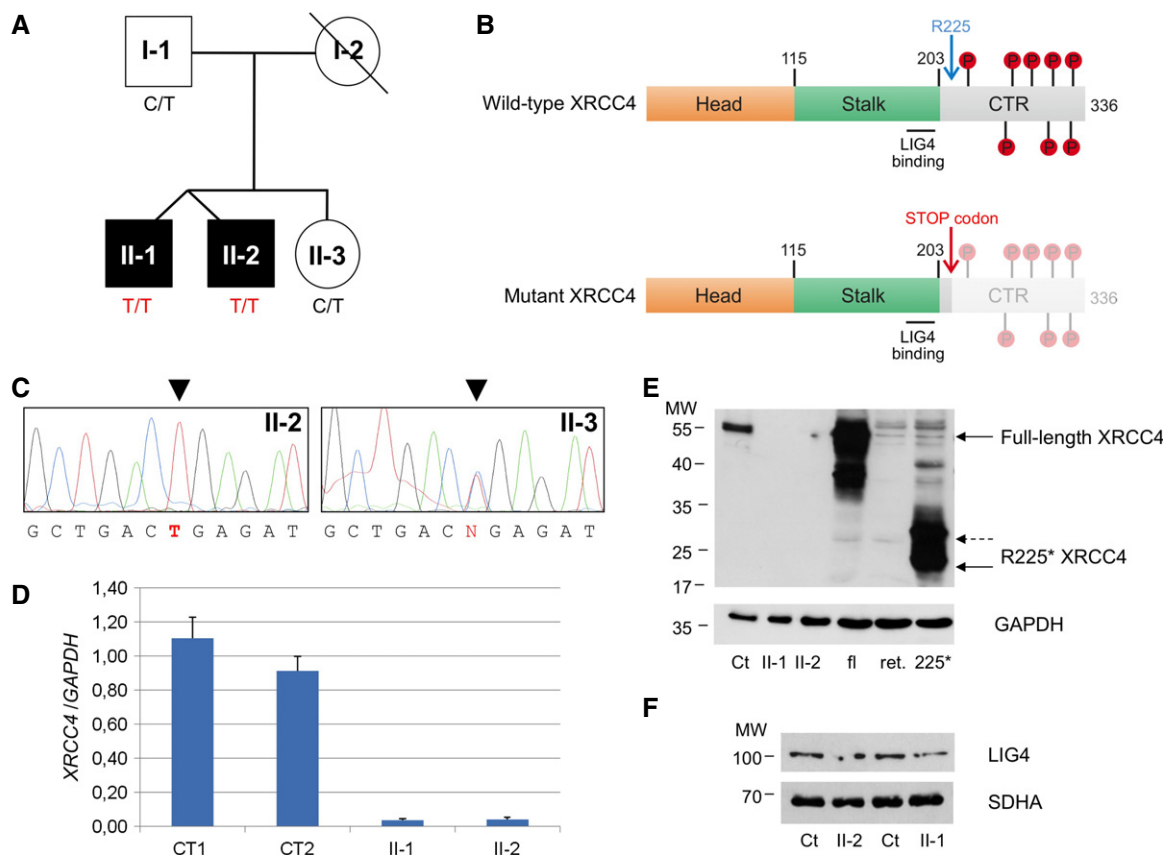 A
I-1
I-2
C/T
II-1
II-2
II-3
T/T
T/T
C/T
B
R225
115
203
P P P P P
Wild-type XRCC4
Head
Stalk
CTR
336
LIG4
binding
P P P
STOP codon
115
203
P P P P P
Mutant XRCC4
Head
Stalk
CTR
336
LIG4
binding
P P P
C
II-2
II-3
G C T G A C T G A G A T
G C T G A C N G A G A T
D
XRCC4 /GAPDH
1,40
1,20
1,00
0,80
0,60
0,40
0,20
0,00
CT1
CT2
II-1
II-2
E
MW
55
40
35
25
17
Full-length XRCC4
R225* XRCC4
35
GAPDH
Ct II-1 II-2 fl ret. 225*
F
MW
100
LIG4
70
SDHA
Ct II-2 Ct II-1